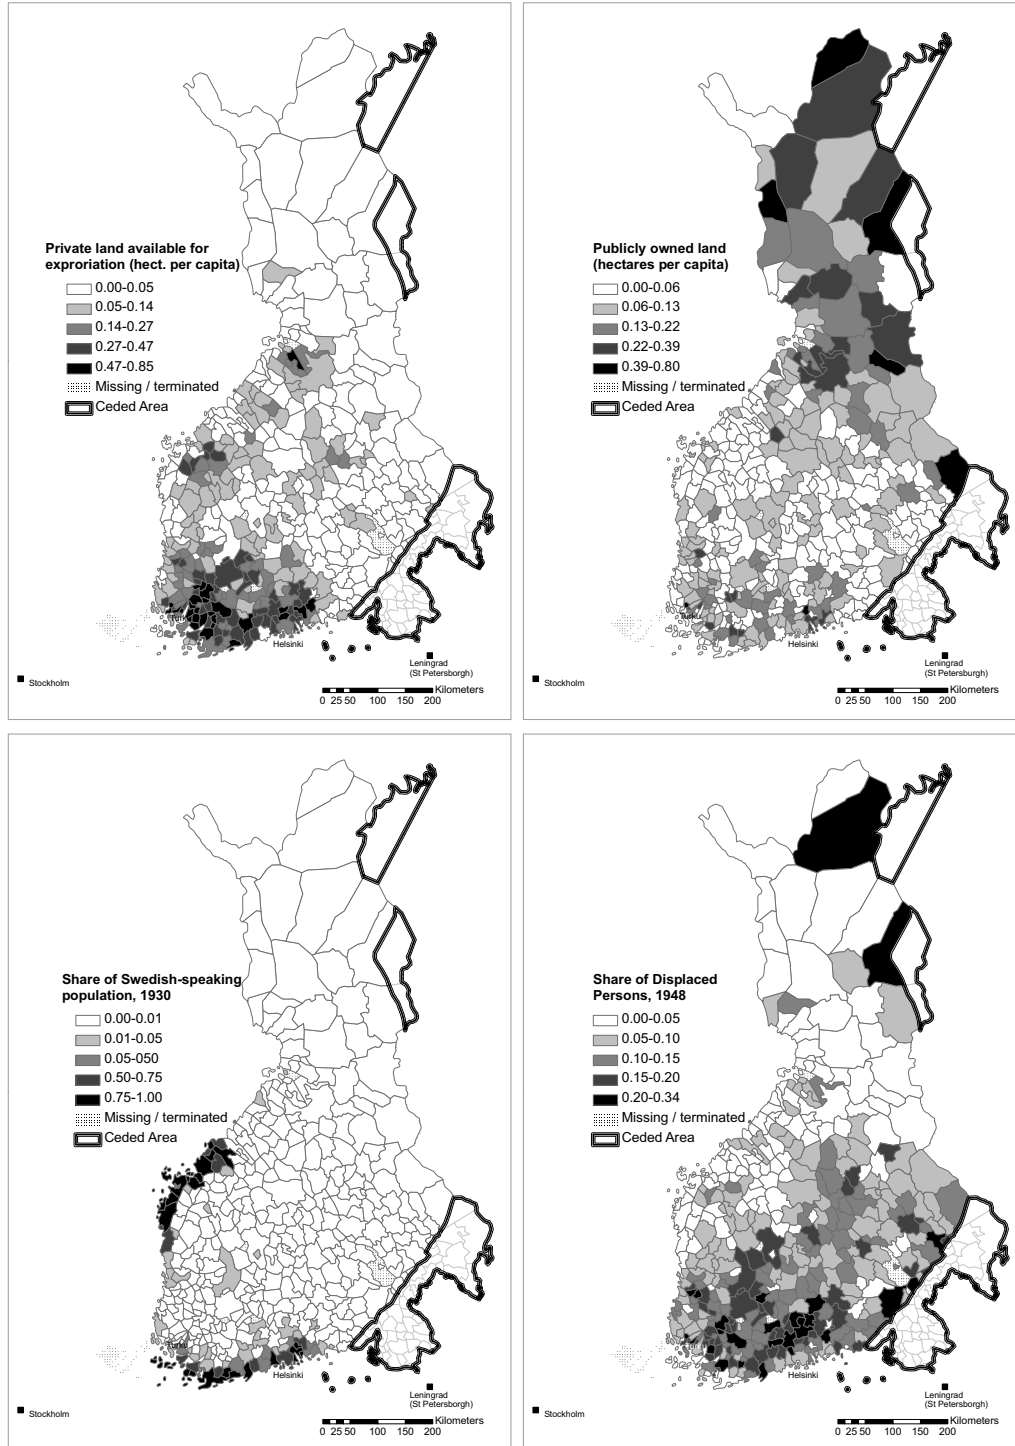 Private land available for
exproriation (hect. per capita)
0.00-0.05
0.05-0.14
0.14-0.27
0.27-0.47
0.47-0.85
Missing / terminated
Ceded Area
Turku
Helsinki
Leningrad
(St Petersborgh)
Stockholm
Kilometers
0 25 50 100 150 200
Publicly owned land
(hectares per capita)
0.00-0.06
0.06-0.13
0.13-0.22
0.22-0.39
0.39-0.80
Missing / terminated
Ceded Area
Turku
Helsinki
Leningrad
(St Petersborgh)
Stockholm
Kilometers
0 25 50 100 150 200
Share of Swedish-speaking
population, 1930
0.00-0.01
0.01-0.05
0.05-050
0.50-0.75
0.75-1.00
Missing / terminated
Ceded Area
Turku
Helsinki
Leningrad
(St Petersborgh)
Stockholm
Kilometers
0 25 50 100 150 200
Share of Displaced
Persons, 1948
0.00-0.05
0.05-0.10
0.10-0.15
0.15-0.20
0.20-0.34
Missing / terminated
Ceded Area
Helsinki
Leningrad
(St Petersborgh)
Stockholm
Kilometers
0 25 50 100 150 200